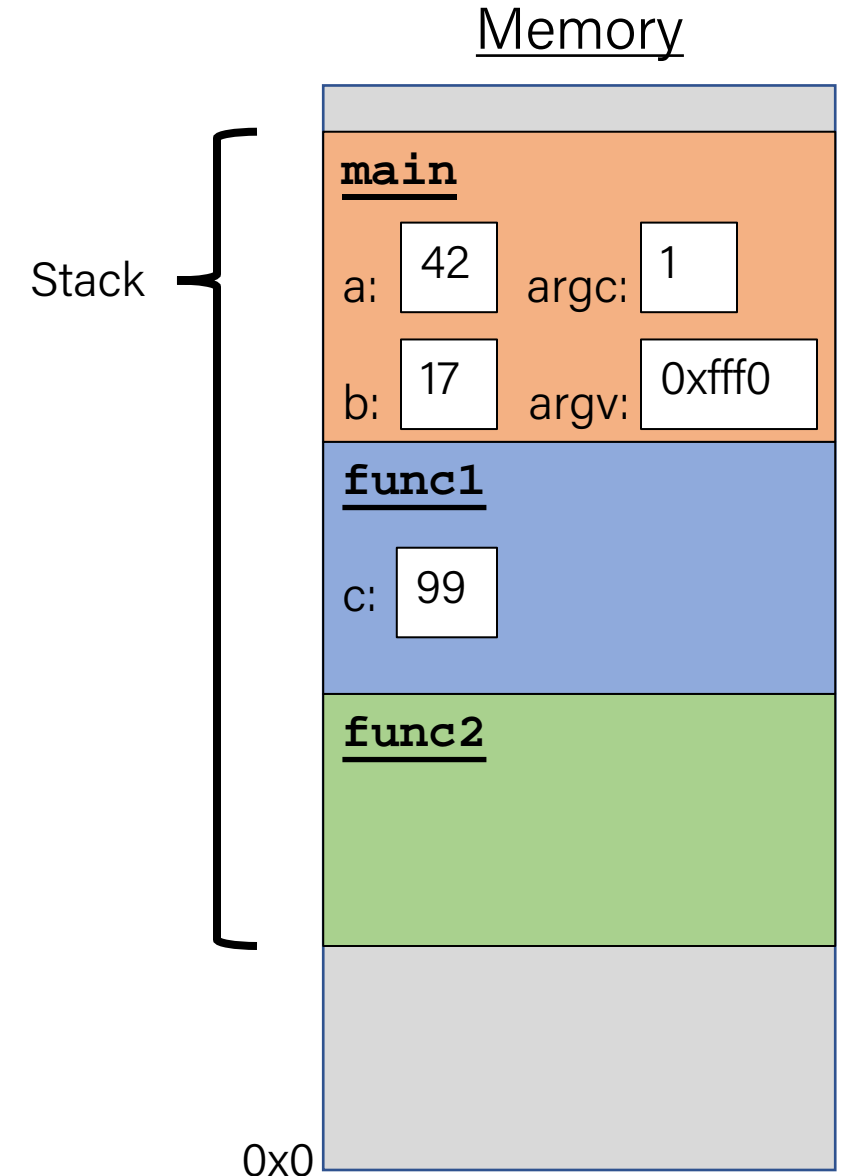 Memory
main
a: 42 argc: 1
b: 17 argv: 0xfff0
Stack
func1
c: 99
func2
0x0